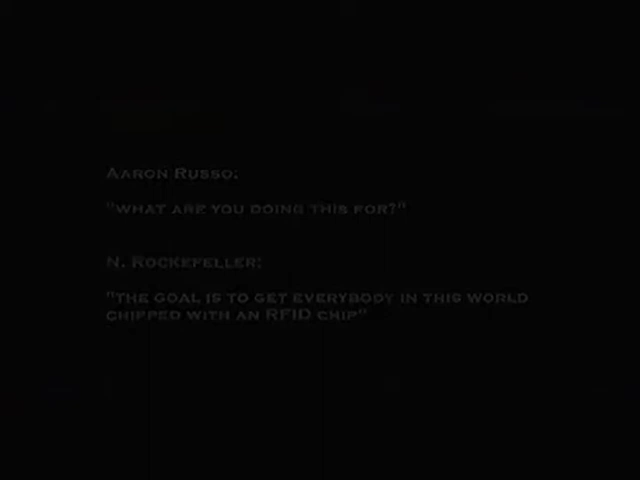 AARON RUSSO:
"WHAT ARE YOU DOING THIS FOR?"
N. ROCKEFELLER:
"THE GOAL IS TO GET EVERYBODY IN THIS WORLD
CHIPPED WITH AN RFID CHIP"